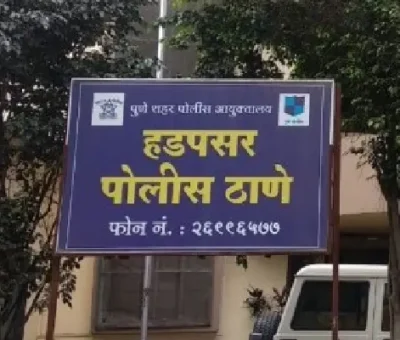 पुणे शहर पोलीस आयुक्तालय
हडपसर
पोलीस ठाणे
फोन नं. : २६९९६५७७